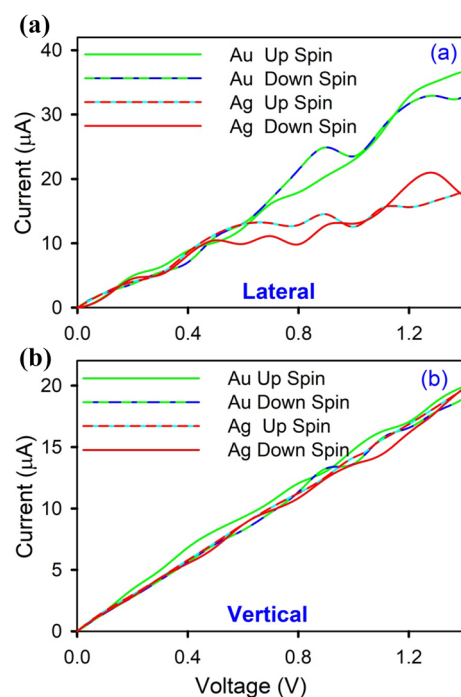 (a)
(a)
Au Up Spin
Au Down Spin
Ag Up Spin
Ag Down Spin
40
30
20
10
0
Current (μA)
Lateral
0.0 0.4 0.8 1.2
(b)
(b)
Au Up Spin
Au Down Spin
Ag Up Spin
Ag Down Spin
20
15
10
5
0
Current (μA)
Vertical
0.0 0.4 0.8 1.2
Voltage (V)